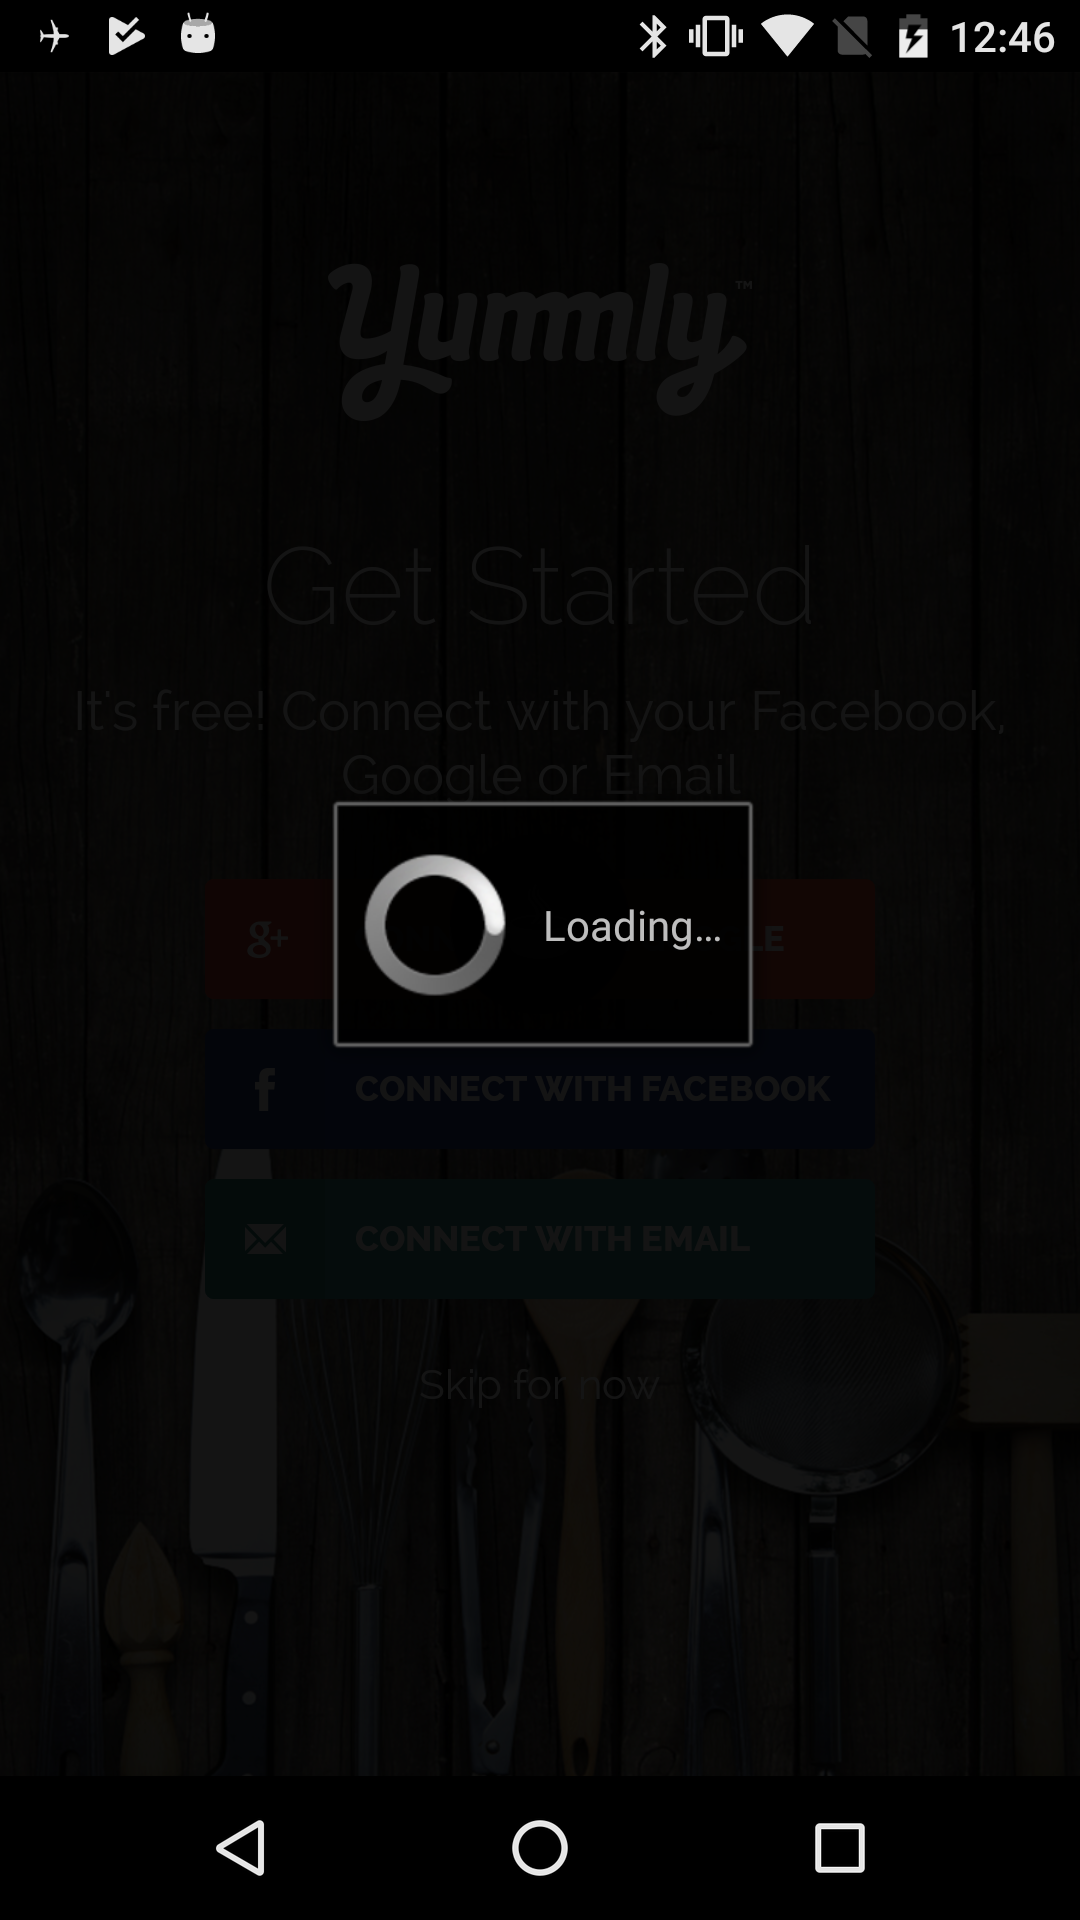 12:46
Yummly™
Get Started
It's free! Connect with your Facebook,
Google or Email
g+ LE
Loading...
f CONNECT WITH FACEBOOK
CONNECT WITH EMAIL
Skip for now